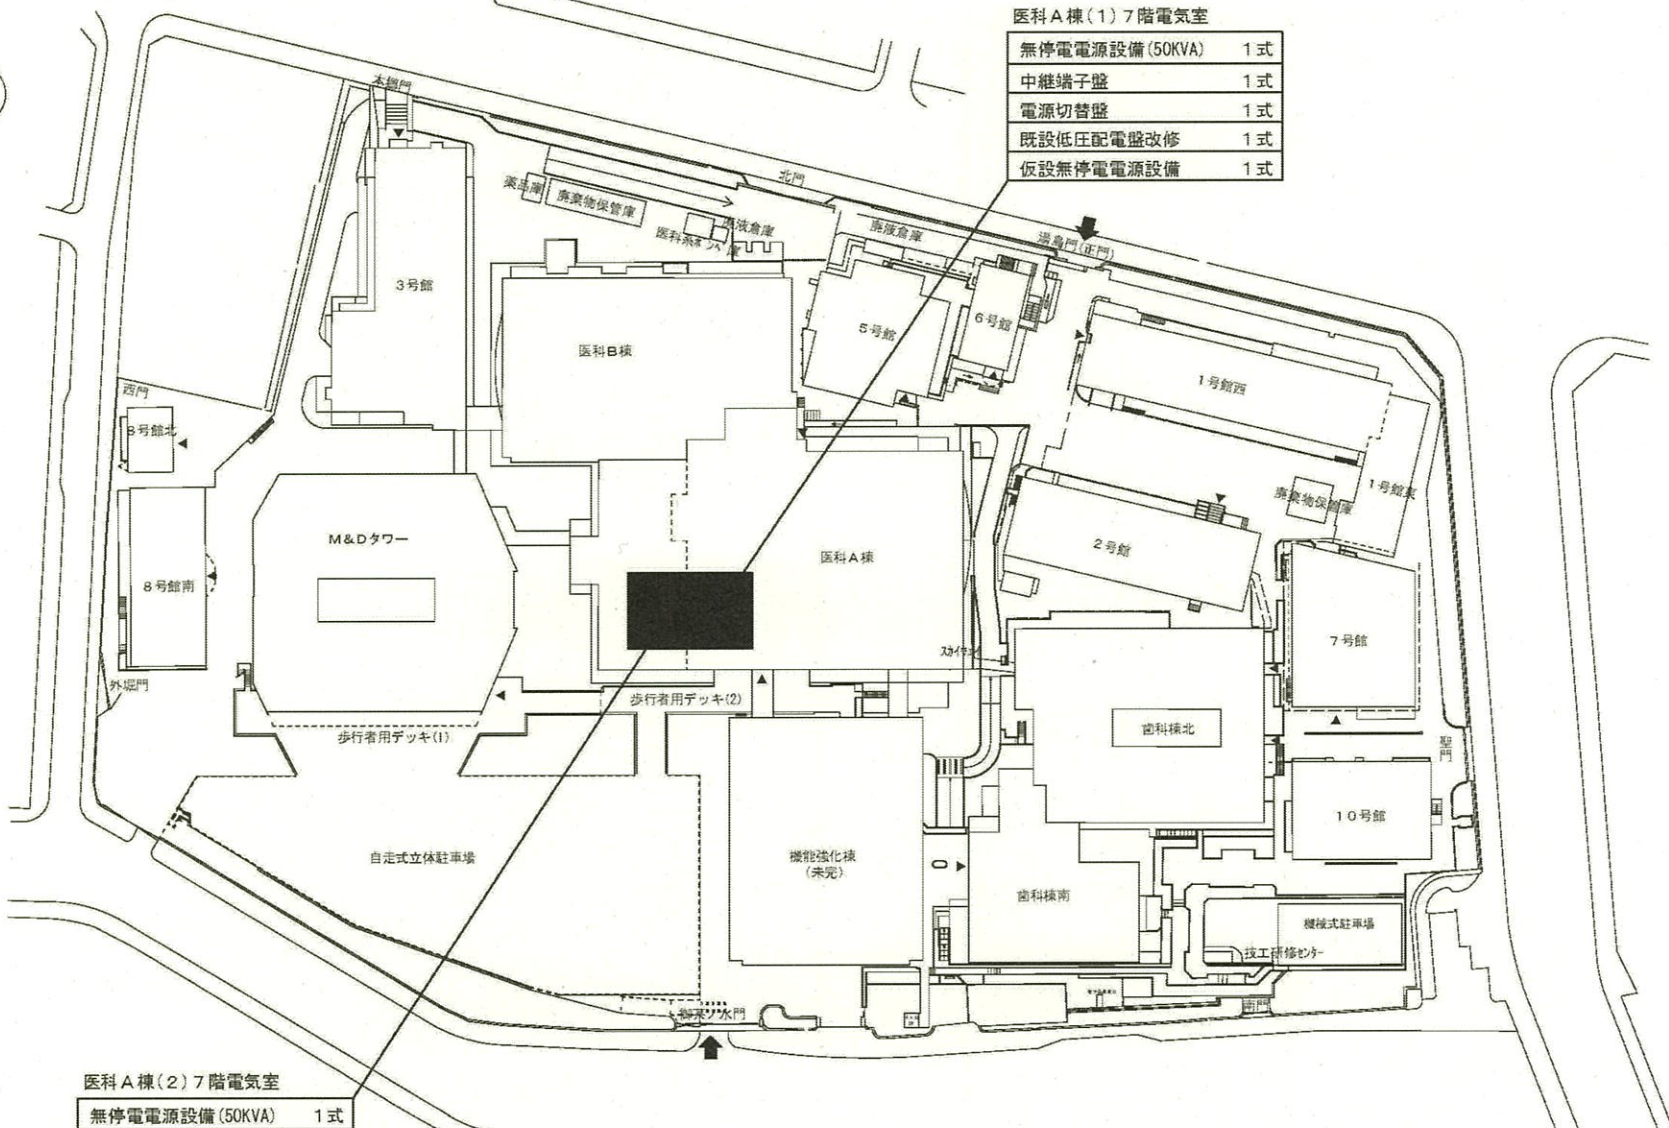 医科A棟(1)7階電気室
無停電電源設備(50KVA) 1式
中継端子盤 1式
電源切替盤 1式
既設低圧配電盤改修 1式
仮設無停電電源設備 1式
本郷門
北門
薬品庫
廃棄物保管庫
廃液倉庫
廃液倉庫
湯島門(正門)
3号館
5号館
6号館
医科B棟
1号館西
西門
8号館北
1号館東
廃棄物保管庫
M&Dタワー
医科A棟
2号館
8号館南
7号館
スカイウェイ
外堀門
歩行者用デッキ(2)
歩行者用デッキ(1)
歯科棟北
聖門
10号館
自走式立体駐車場
機能強化棟
(未完)
歯科棟南
機械式駐車場
技工研修センター
御茶ノ水門
南門
医科A棟(2)7階電気室
無停電電源設備(50KVA) 1式